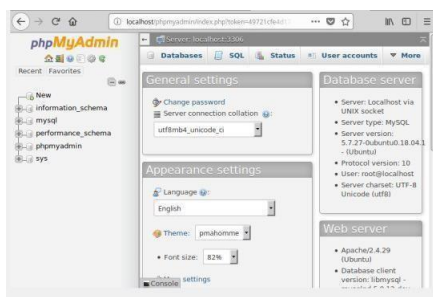 localhost/phpmyadmin/index.php?token=49721cfe4d
phpMyAdmin
Recent Favorites
New
information_schema
mysql
performance_schema
phpmyadmin
sys
Server: localhost:3306
Databases SQL Status User accounts More
General settings
Change password
Server connection collation :
utf8mb4_unicode_ci
Appearance settings
Language :
English
Theme: pmahomme
• Font size: 82%
settings
Console
Database server
• Server: Localhost via
UNIX socket
• Server type: MySQL
• Server version:
5.7.27-0ubuntu0.18.04.1
- (Ubuntu)
• Protocol version: 10
• User: root@localhost
• Server charset: UTF-8
Unicode (utf8)
Web server
• Apache/2.4.29
(Ubuntu)
• Database client
version: libmysql -